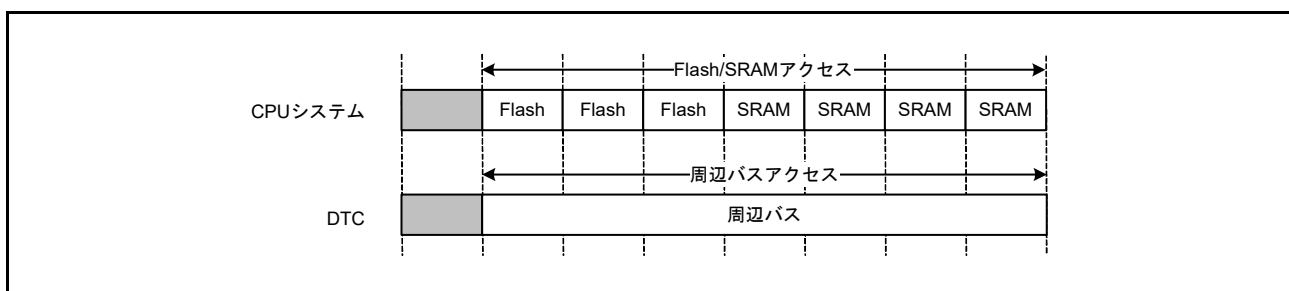 Flash/SRAMアクセス
CPUシステム Flash Flash Flash SRAM SRAM SRAM SRAM
周辺バスアクセス
DTC 周辺バス